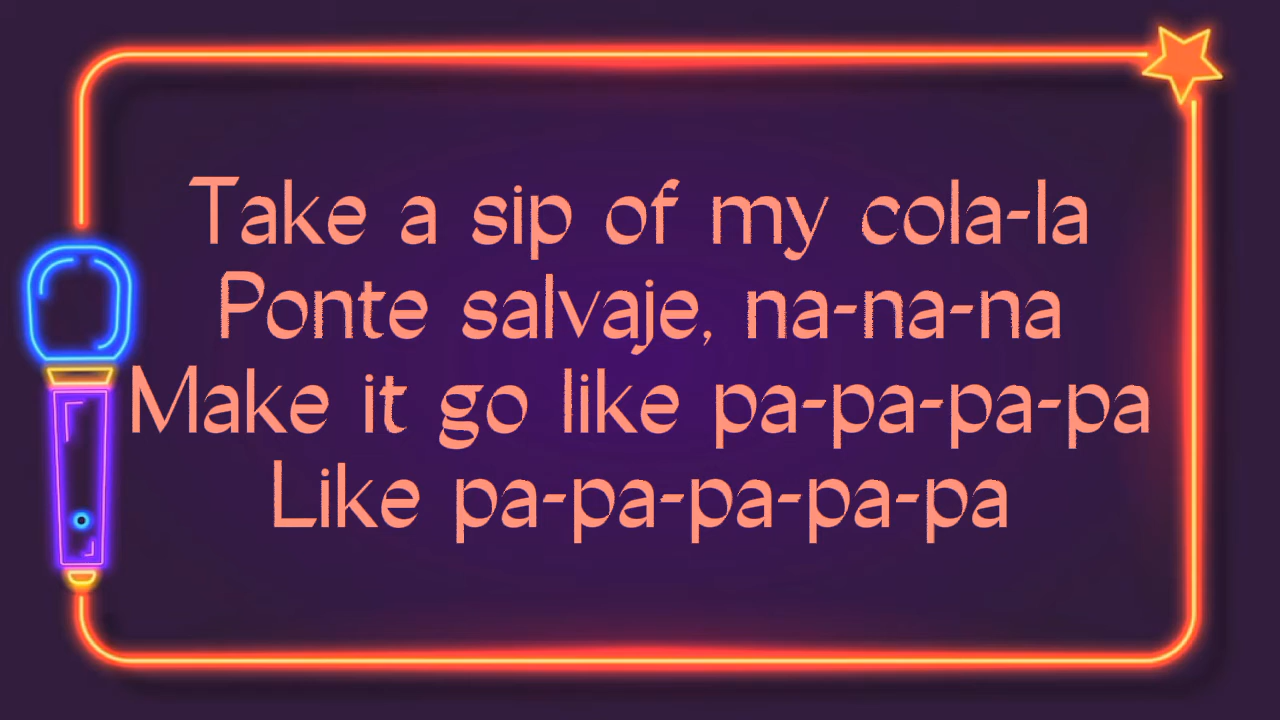 Take a sip of my cola-la
Ponte salvaje, na-na-na
Make it go like pa-pa-pa-pa
Like pa-pa-pa-pa-pa